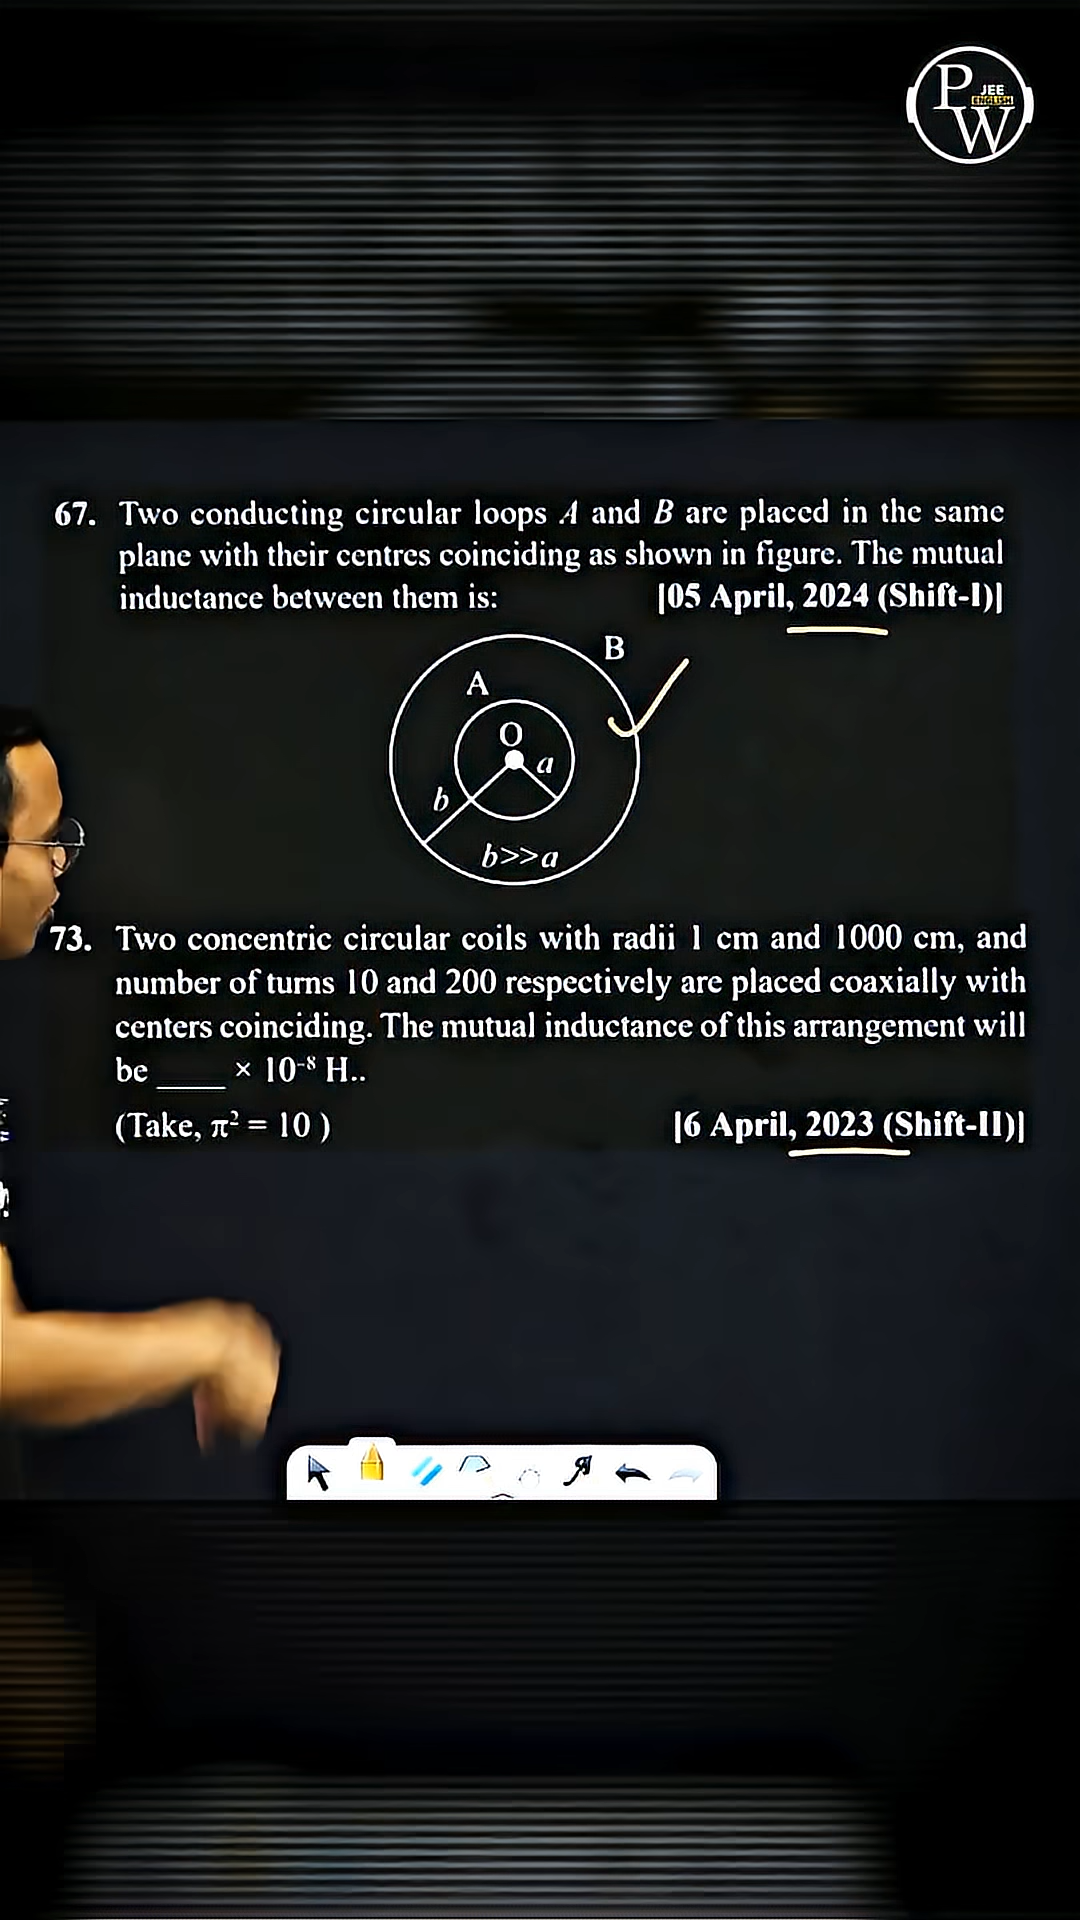 P
JEE
ENGLISH
W
67. Two conducting circular loops A and B are placed in the same
plane with their centres coinciding as shown in figure. The mutual
inductance between them is: [05 April, 2024 (Shift-I)]
B
A
O
a
b
b>>a
73. Two concentric circular coils with radii 1 cm and 1000 cm, and
number of turns 10 and 200 respectively are placed coaxially with
centers coinciding. The mutual inductance of this arrangement will
be ____ × 10⁻⁸ H..
(Take, π² = 10 ) [6 April, 2023 (Shift-II)]